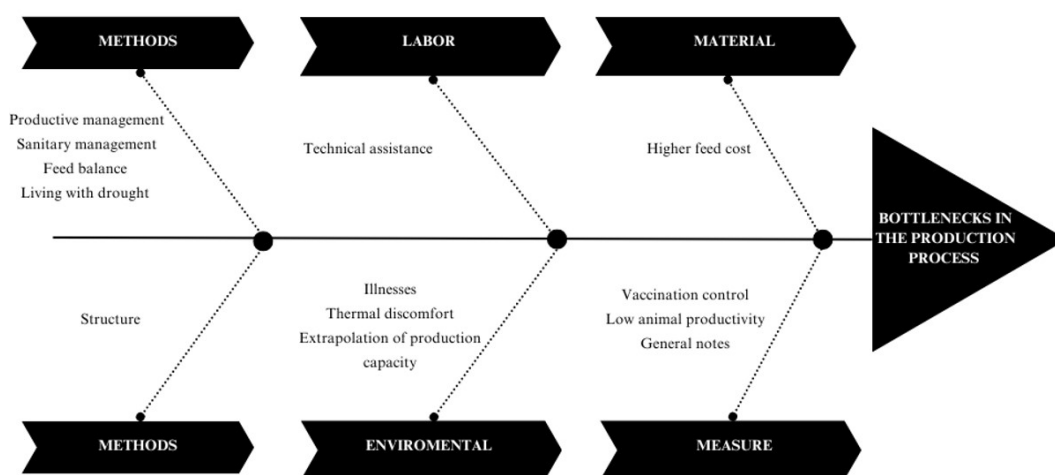 METHODS
LABOR
MATERIAL
Productive management
Sanitary management
Feed balance
Living with drought
Technical assistance
Higher feed cost
BOTTLENECKS IN
THE PRODUCTION
PROCESS
Structure
Illnesses
Thermal discomfort
Extrapolation of production
capacity
Vaccination control
Low animal productivity
General notes
METHODS
ENVIROMENTAL
MEASURE